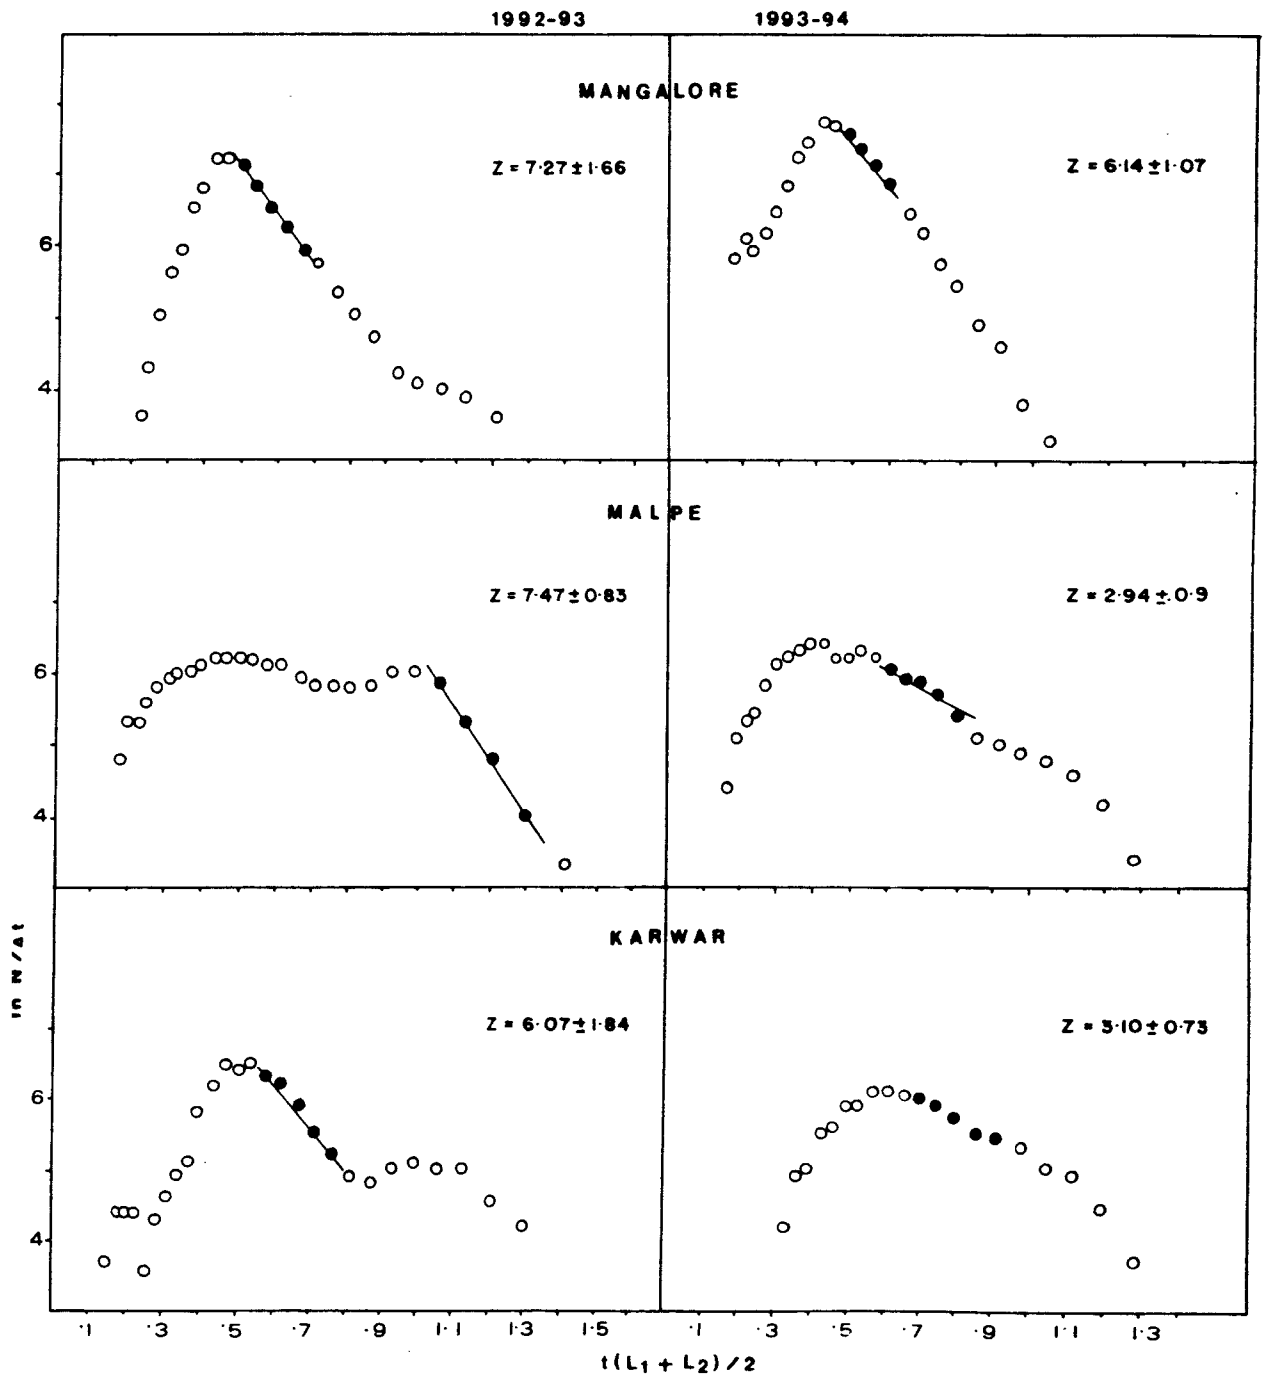 1992-93 1993-94
MANGALORE
Z = 7·27±1·66 Z = 6·14±1·07
6
4
MALPE
Z = 7·47±0·83 Z = 2·94±·0·9
6
4
KARWAR
ln N/Δt
Z = 6·07±1·84 Z = 3·10±0·73
6
4
·1 ·3 ·5 ·7 ·9 1·1 1·3 1·5 ·1 ·3 ·5 ·7 ·9 1·1 1·3
t(L₁ + L₂)/2